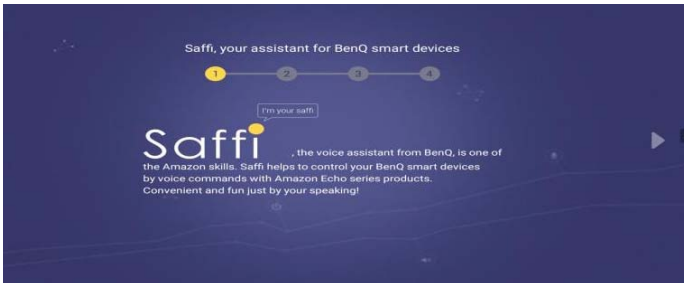 Saffi, your assistant for BenQ smart devices
1 2 3 4
I'm your saffi
Saffi , the voice assistant from BenQ, is one of
the Amazon skills. Saffi helps to control your BenQ smart devices
by voice commands with Amazon Echo series products.
Convenient and fun just by your speaking!